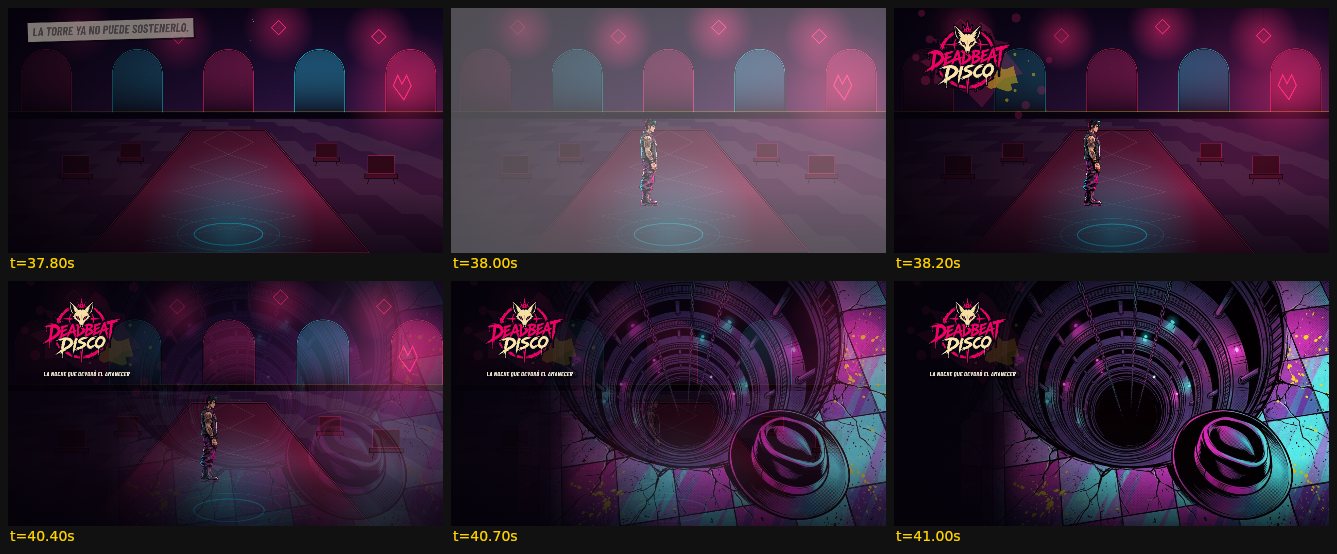 LA TORRE YA NO PUEDE SOSTENERLO.
t=37.80s
t=38.00s
DEADBEAT
DISCO
t=38.20s
DEADBEAT
DISCO
LA NOCHE QUE DEVORÓ EL AMANECER
t=40.40s
DEADBEAT
DISCO
LA NOCHE QUE DEVORÓ EL AMANECER
t=40.70s
DEADBEAT
DISCO
LA NOCHE QUE DEVORÓ EL AMANECER
t=41.00s